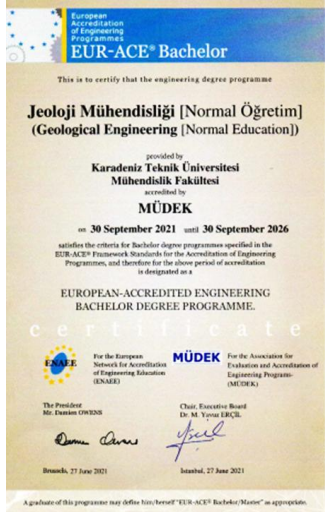 European
Accreditation
of Engineering
Programmes
EUR-ACE® Bachelor
This is to certify that the engineering degree programme
Jeoloji Mühendisliği [Normal Öğretim]
(Geological Engineering [Normal Education])
provided by
Karadeniz Teknik Üniversitesi
Mühendislik Fakültesi
accredited by
MÜDEK
on 30 September 2021 until 30 September 2026
satisfies the criteria for Bachelor degree programmes specified in the
EUR-ACE® Framework Standards for the Accreditation of Engineering
Programmes, and therefore for the above period of accreditation
is designated as a
EUROPEAN-ACCREDITED ENGINEERING
BACHELOR DEGREE PROGRAMME.
certificate
ENAEE
For the European
Network for Accreditation
of Engineering Education
(ENAEE)
MÜDEK
For the Association for
Evaluation and Accreditation of
Engineering Programs-
(MÜDEK)
The President
Mr. Damien OWENS
Chair, Executive Board
Dr. M. Yavuz ERÇİL
Damien Owens
Brussels, 27 June 2021
Istanbul, 27 June 2021
A graduate of this programme may define him/herself "EUR-ACE® Bachelor/Master" as appropriate.